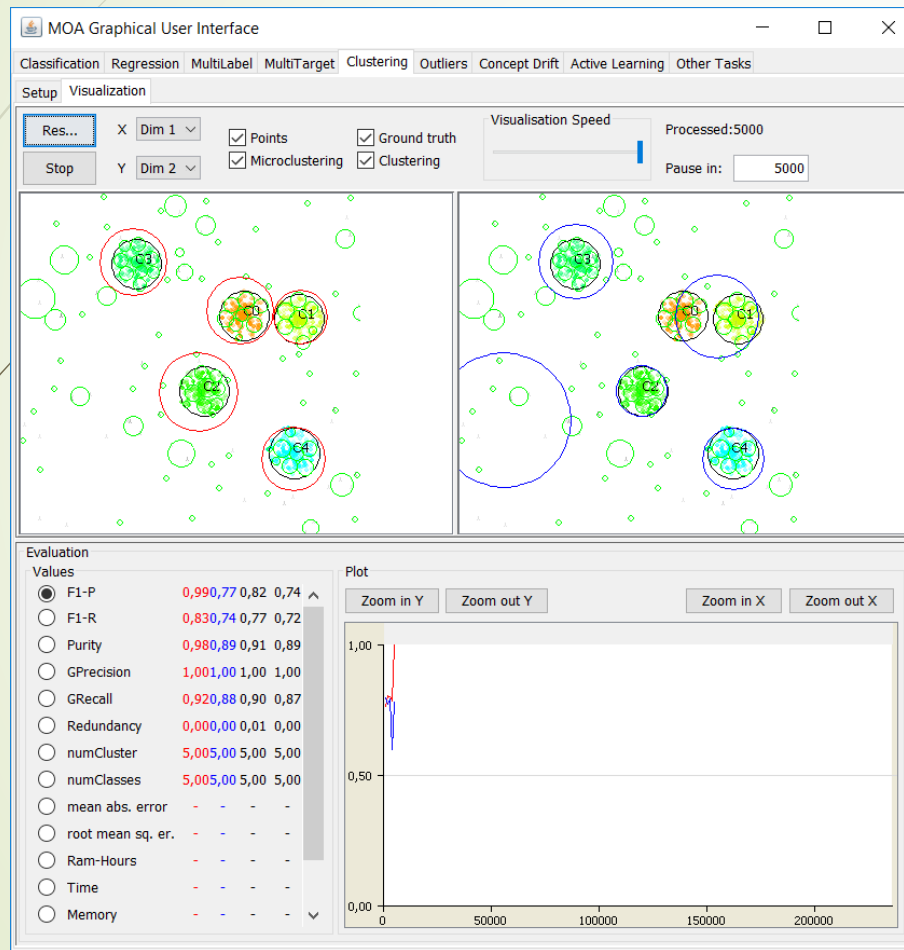 MOA Graphical User Interface
Classification Regression MultiLabel MultiTarget Clustering Outliers Concept Drift Active Learning Other Tasks
Setup Visualization
Res... X Dim 1 Points Ground truth Visualisation Speed Processed:5000
Stop Y Dim 2 Microclustering Clustering Pause in: 5000
C3 C0 C1 C2 C4
C3 C0 C1 C2 C4
Evaluation
Values
F1-P 0,99 0,77 0,82 0,74
F1-R 0,83 0,74 0,77 0,72
Purity 0,98 0,89 0,91 0,89
GPrecision 1,00 1,00 1,00 1,00
GRecall 0,92 0,88 0,90 0,87
Redundancy 0,00 0,00 0,01 0,00
numCluster 5,00 5,00 5,00 5,00
numClasses 5,00 5,00 5,00 5,00
mean abs. error - - - -
root mean sq. er. - - - -
Ram-Hours - - - -
Time - - - -
Memory - - - -
Plot
Zoom in Y Zoom out Y Zoom in X Zoom out X
1,00
0,50
0,00
0 50000 100000 150000 200000